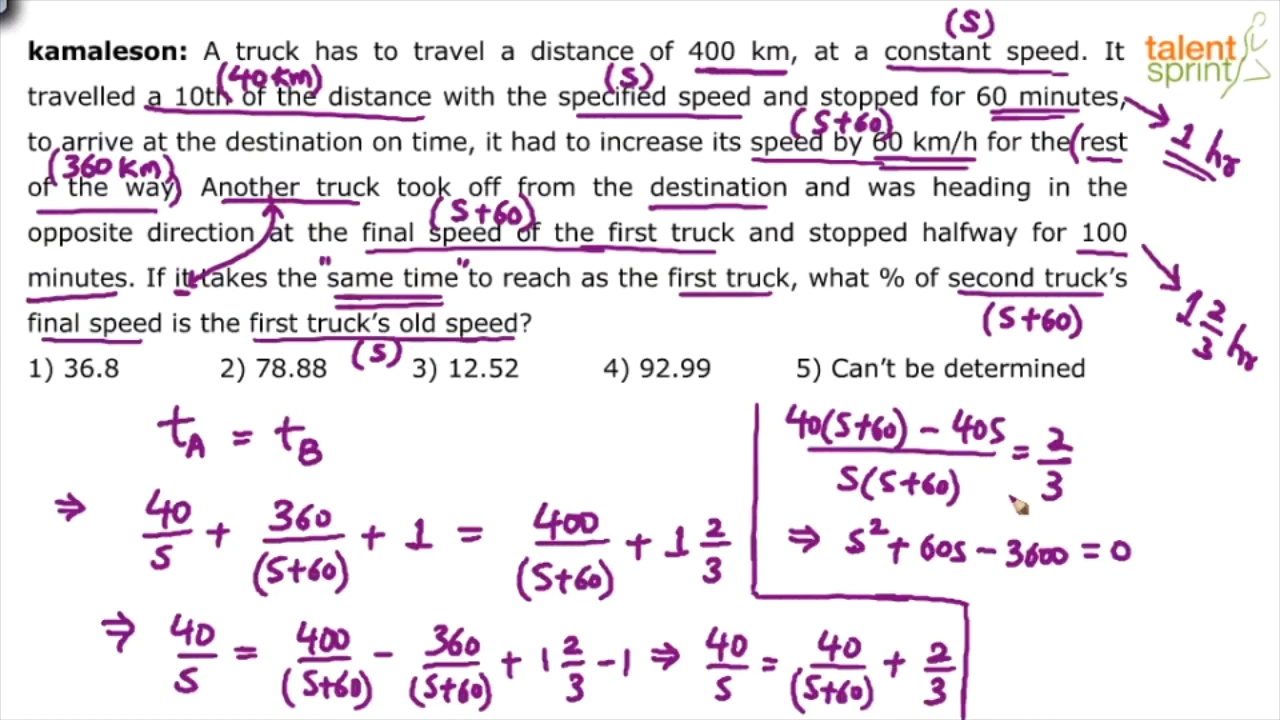 (S)
kamaleson: A truck has to travel a distance of 400 km, at a constant speed. It
talent
sprint
(40 km) (S)
travelled a 10th of the distance with the specified speed and stopped for 60 minutes,
1 hr
(S+60)
to arrive at the destination on time, it had to increase its speed by 60 km/h for the (rest
(360 km)
of the way) Another truck took off from the destination and was heading in the
(S+60)
opposite direction at the final speed of the first truck and stopped halfway for 100
minutes. If it takes the "same time" to reach as the first truck, what % of second truck's
1 2/3 hr
(S+60)
final speed is the first truck's old speed?
(S)
1) 36.8 2) 78.88 3) 12.52 4) 92.99 5) Can't be determined
tA = tB
⇒ 40/S + 360/(S+60) + 1 = 400/(S+60) + 1 2/3
⇒ 40/S = 400/(S+60) - 360/(S+60) + 1 2/3 - 1 ⇒ 40/S = 40/(S+60) + 2/3
40(S+60) - 40S / S(S+60) = 2/3
⇒ S² + 60S - 3600 = 0